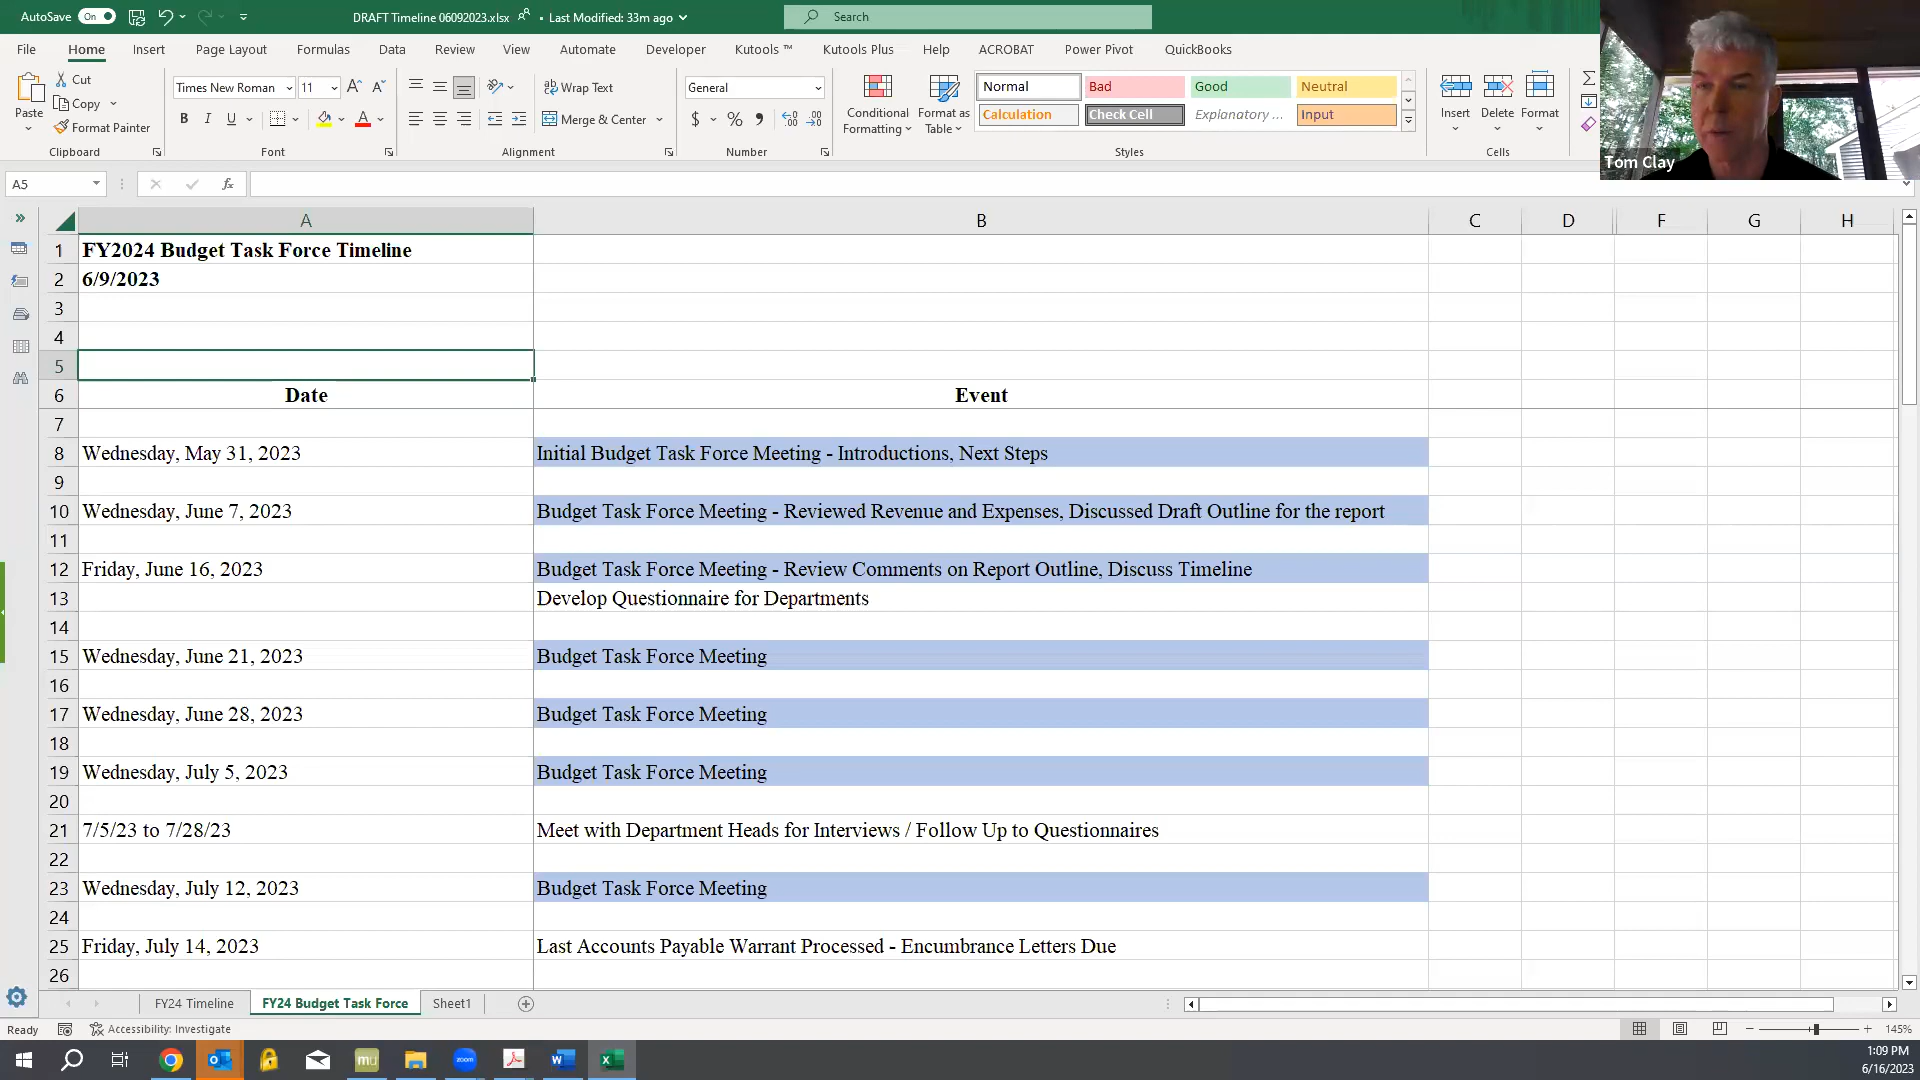 AutoSave On DRAFT Timeline 06092023.xlsx • Last Modified: 33m ago Search
File Home Insert Page Layout Formulas Data Review View Automate Developer Kutools ™ Kutools Plus Help ACROBAT Power Pivot QuickBooks
Paste Cut Copy Format Painter
Clipboard
Times New Roman 11 A A
B I U A
Font
Wrap Text
Merge & Center
Alignment
General
$ % 9
Number
Conditional Formatting
Format as Table
Normal Bad Good Neutral
Calculation Check Cell Explanatory ... Input
Styles
Insert Delete Format
Cells
Tom Clay
A5 fx
A B C D F G H
1 FY2024 Budget Task Force Timeline
2 6/9/2023
3
4
5
6 Date Event
7
8 Wednesday, May 31, 2023 Initial Budget Task Force Meeting - Introductions, Next Steps
9
10 Wednesday, June 7, 2023 Budget Task Force Meeting - Reviewed Revenue and Expenses, Discussed Draft Outline for the report
11
12 Friday, June 16, 2023 Budget Task Force Meeting - Review Comments on Report Outline, Discuss Timeline
13 Develop Questionnaire for Departments
14
15 Wednesday, June 21, 2023 Budget Task Force Meeting
16
17 Wednesday, June 28, 2023 Budget Task Force Meeting
18
19 Wednesday, July 5, 2023 Budget Task Force Meeting
20
21 7/5/23 to 7/28/23 Meet with Department Heads for Interviews / Follow Up to Questionnaires
22
23 Wednesday, July 12, 2023 Budget Task Force Meeting
24
25 Friday, July 14, 2023 Last Accounts Payable Warrant Processed - Encumbrance Letters Due
26
FY24 Timeline FY24 Budget Task Force Sheet1
Ready Accessibility: Investigate 145%
mu zoom
1:09 PM
6/16/2023